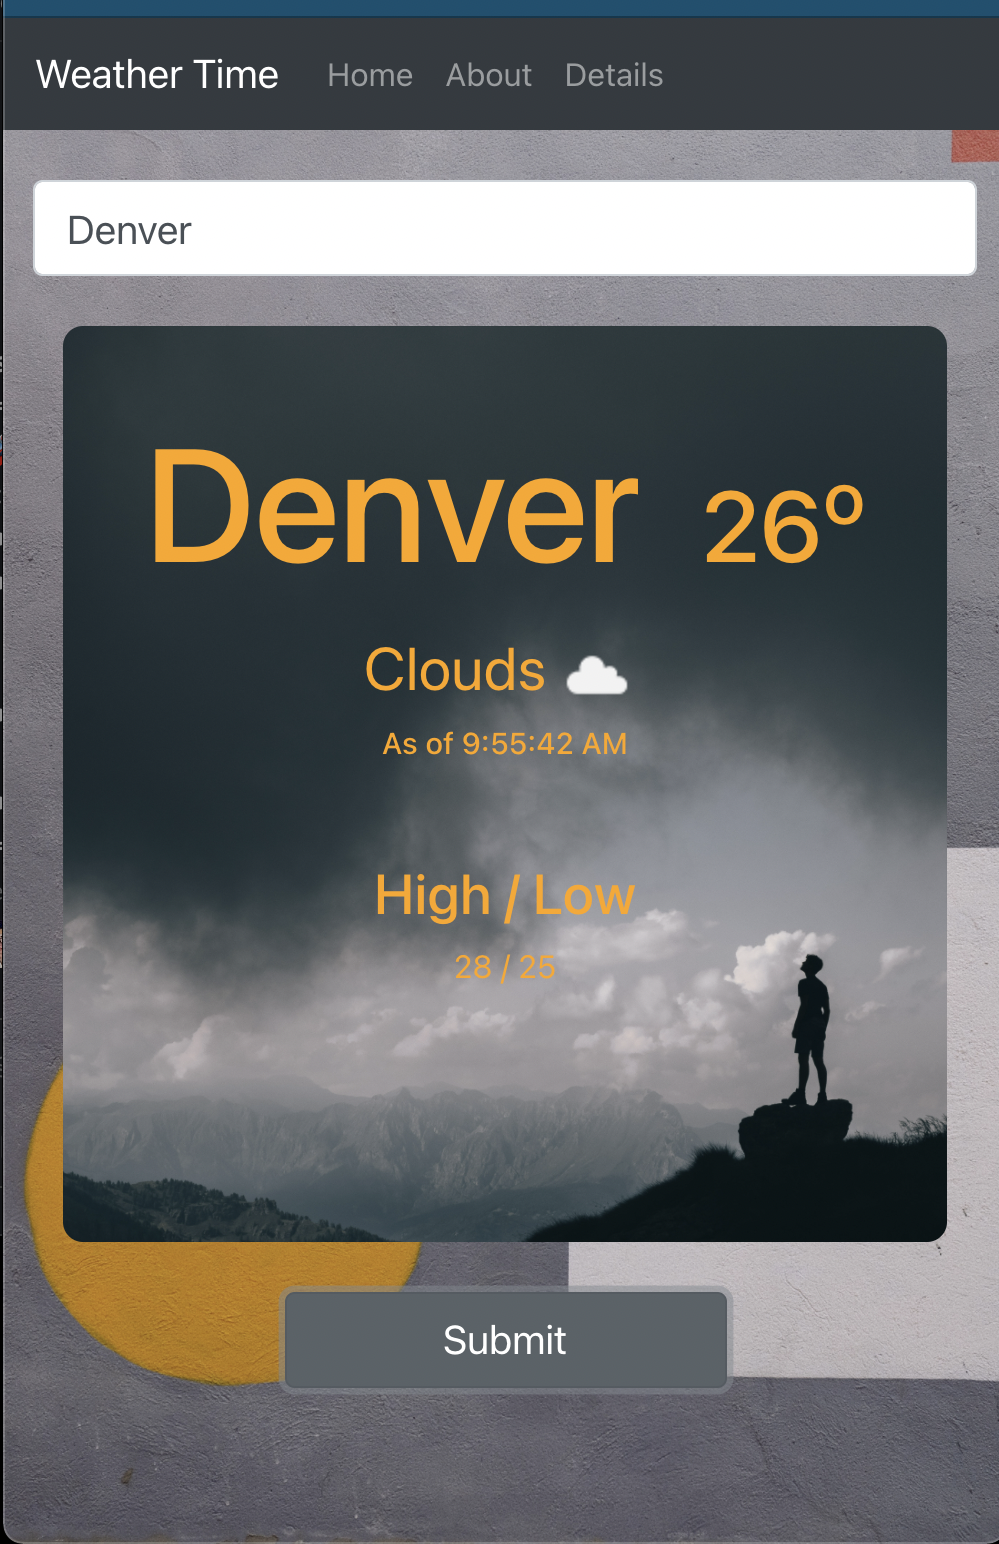 Weather Time Home About Details
Denver
Denver 26º
Clouds
As of 9:55:42 AM
High / Low
28 / 25
Submit